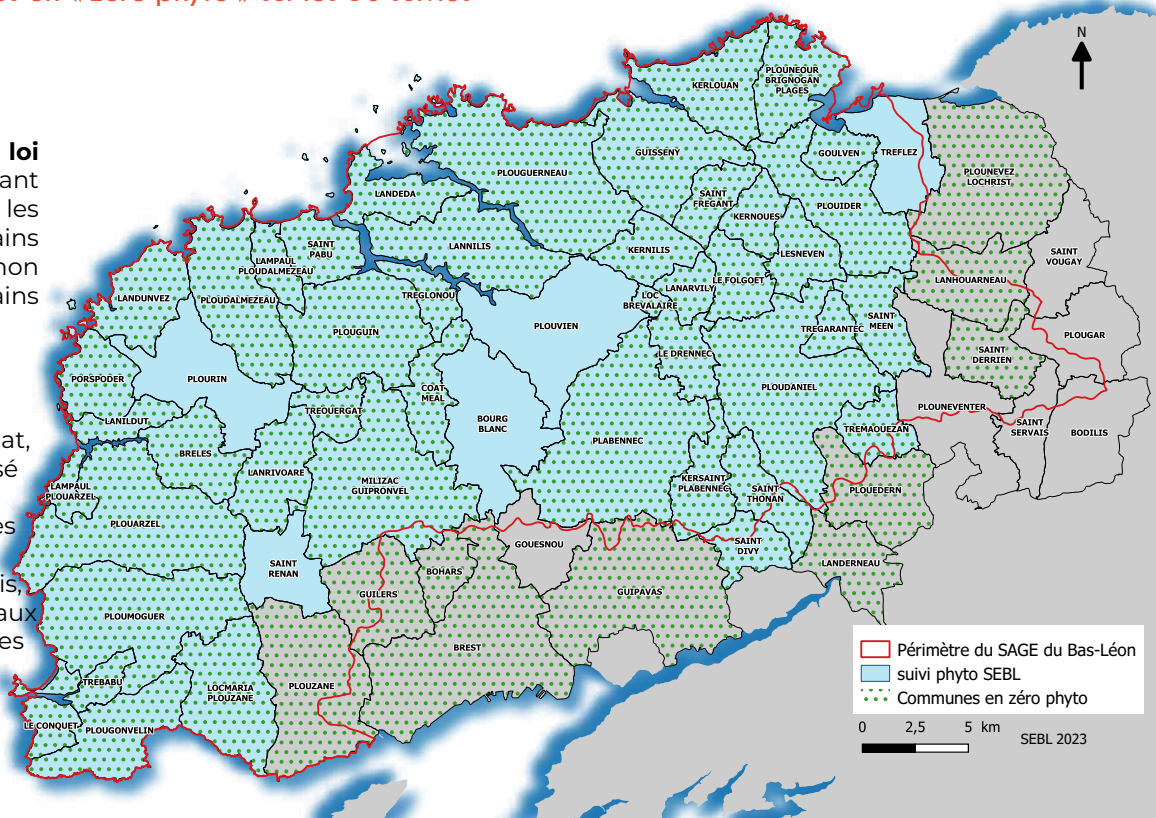 loi
ant
les
ains
non
ains
at,
sé
es
is,
aux
es
N
KERLOUAN
PLOUNEOUR
BRIGNOGAN
PLAGES
GOULVEN
TREFLEZ
PLOUNEVEZ
LOCHRIST
GUISSENY
PLOUGUERNEAU
LANDEDA
SAINT
FREGANT
KERNOUES
PLOUIDER
LANNILIS
KERNILIS
LESNEVEN
SAINT
VOUGAY
SAINT
PABU
LAMPAUL
PLOUDALMEZEAU
LANDUNVEZ
PLOUDALMEZEAU
TREGLONOU
LOC
BREVALAIRE
LANARVILY
LE FOLGOET
LANHOUARNEAU
PLOUGUIN
PLOUVIEN
TREGARANTEC
SAINT
MEEN
PLOUGAR
SAINT
DERRIEN
LE DRENNEC
PORSPODER
PLOURIN
COAT
MEAL
PLOUDANIEL
LANILDUT
TREOUERGAT
BOURG
BLANC
PLOUNEVENTER
SAINT
SERVAIS
BODILIS
PLABENNEC
TREMAOUEZAN
BRELES
LANRIVOARE
MILIZAC
GUIPRONVEL
KERSAINT
PLABENNEC
SAINT
THONAN
PLOUEDERN
LAMPAUL
PLOUARZEL
PLOUARZEL
GOUESNOU
SAINT
DIVY
SAINT
RENAN
BOHARS
LANDERNEAU
GUILERS
GUIPAVAS
PLOUMOGUER
BREST
TREBABU
LOCMARIA
PLOUZANE
PLOUZANE
LE CONQUET
PLOUGONVELIN
Périmètre du SAGE du Bas-Léon
suivi phyto SEBL
Communes en zéro phyto
0 2,5 5 km
SEBL 2023